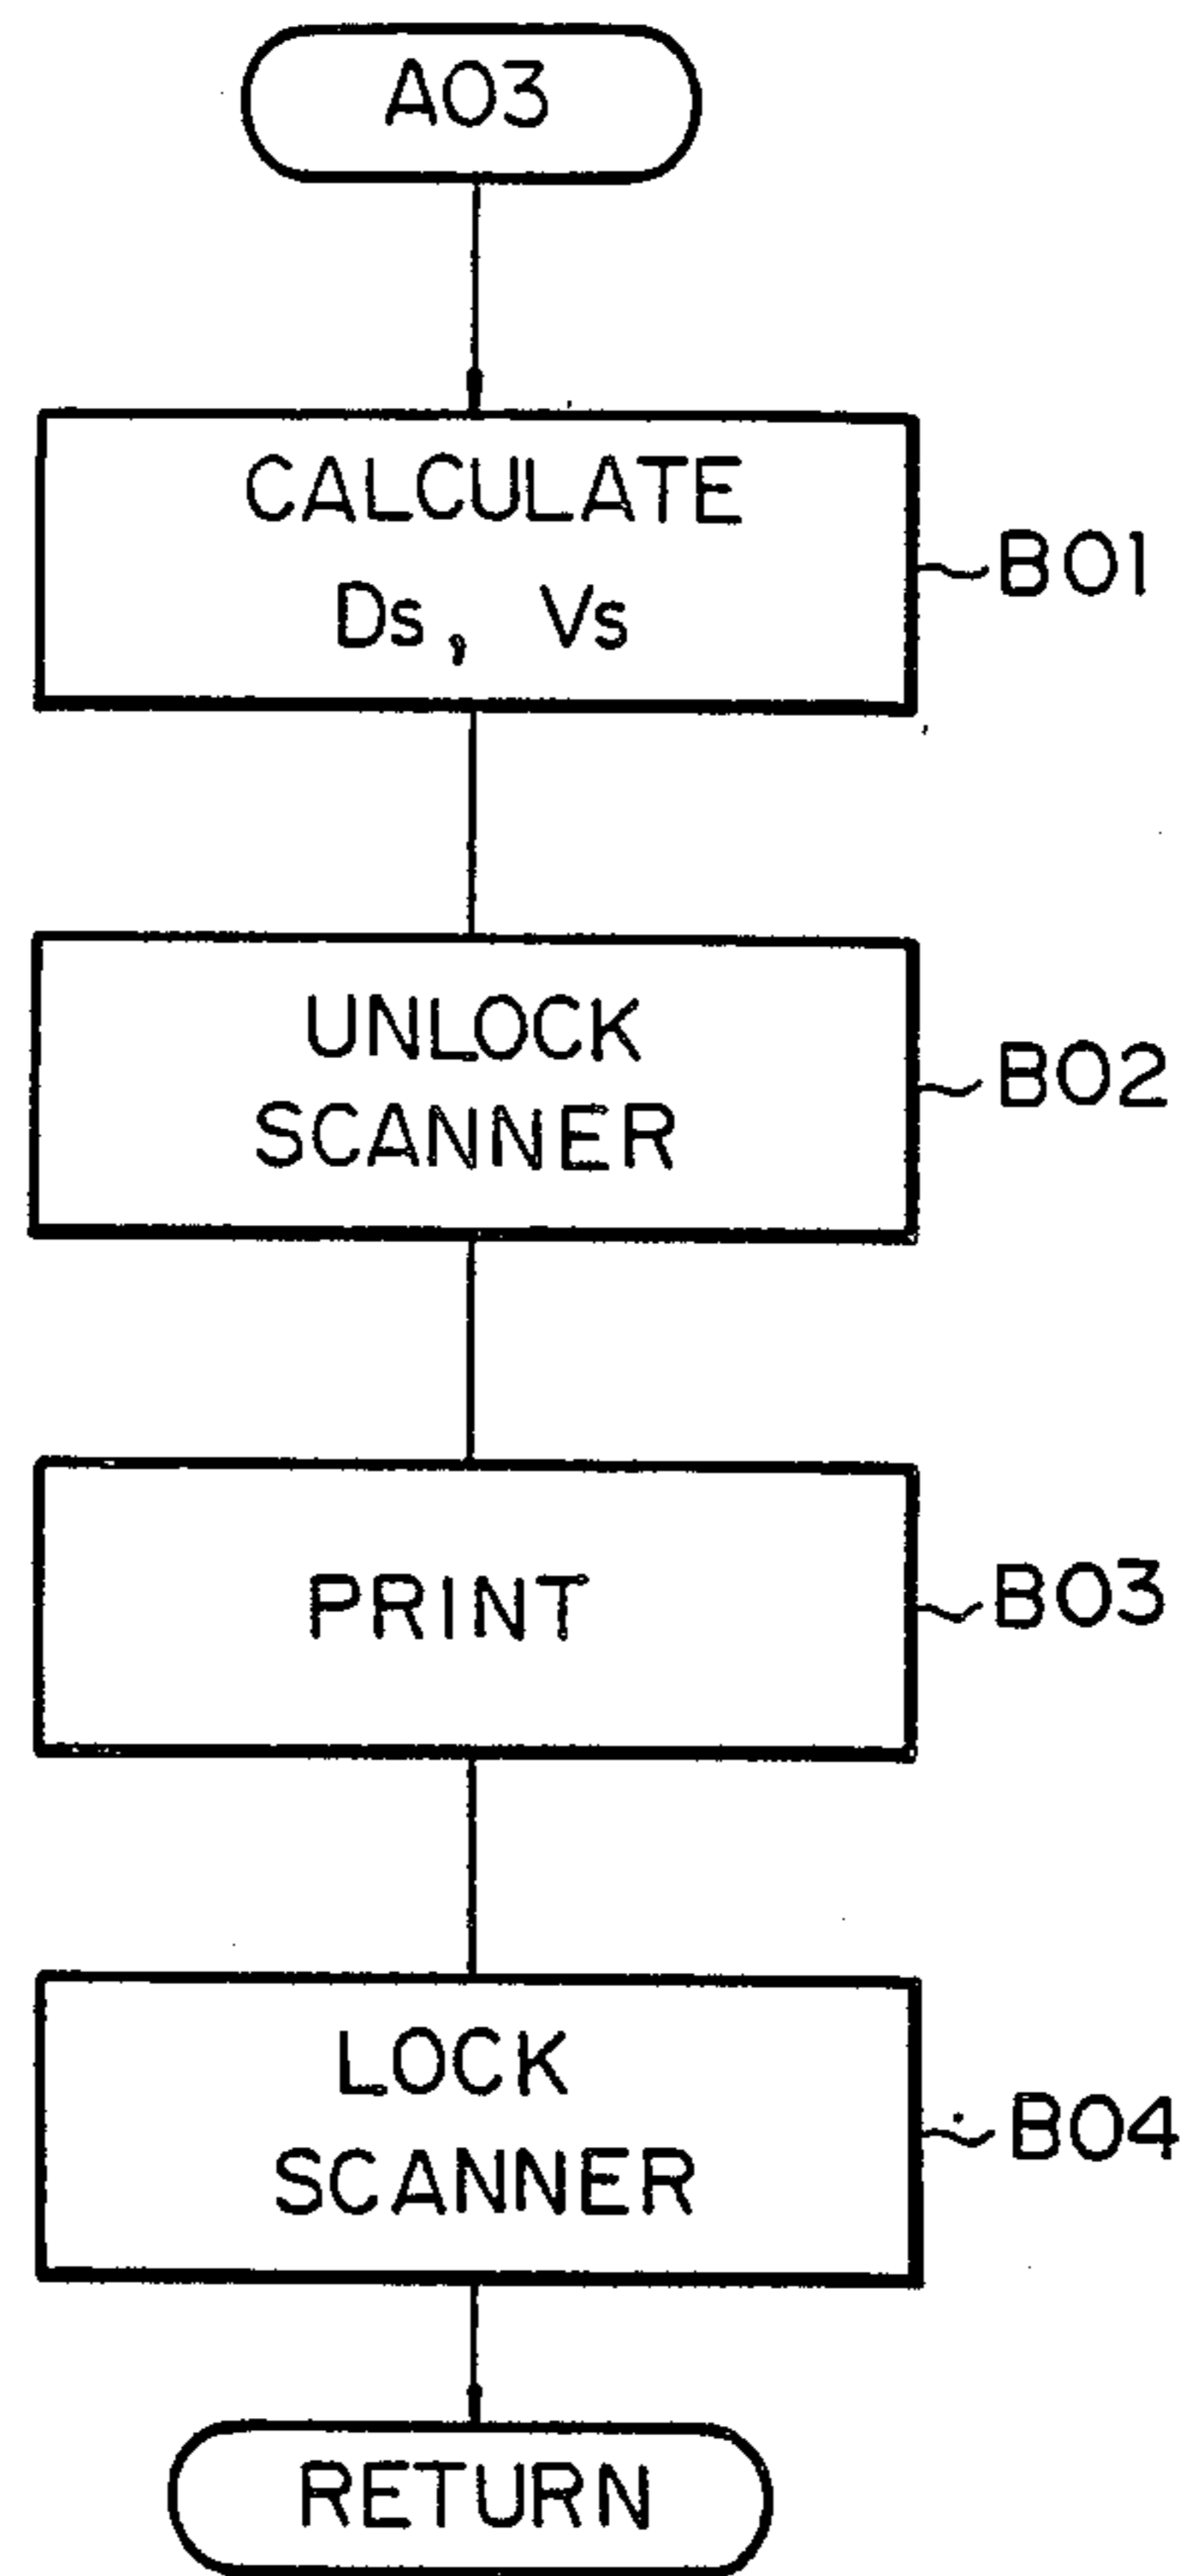 A03
CALCULATE
Ds, Vs
B01
UNLOCK
SCANNER
B02
PRINT
B03
LOCK
SCANNER
B04
RETURN